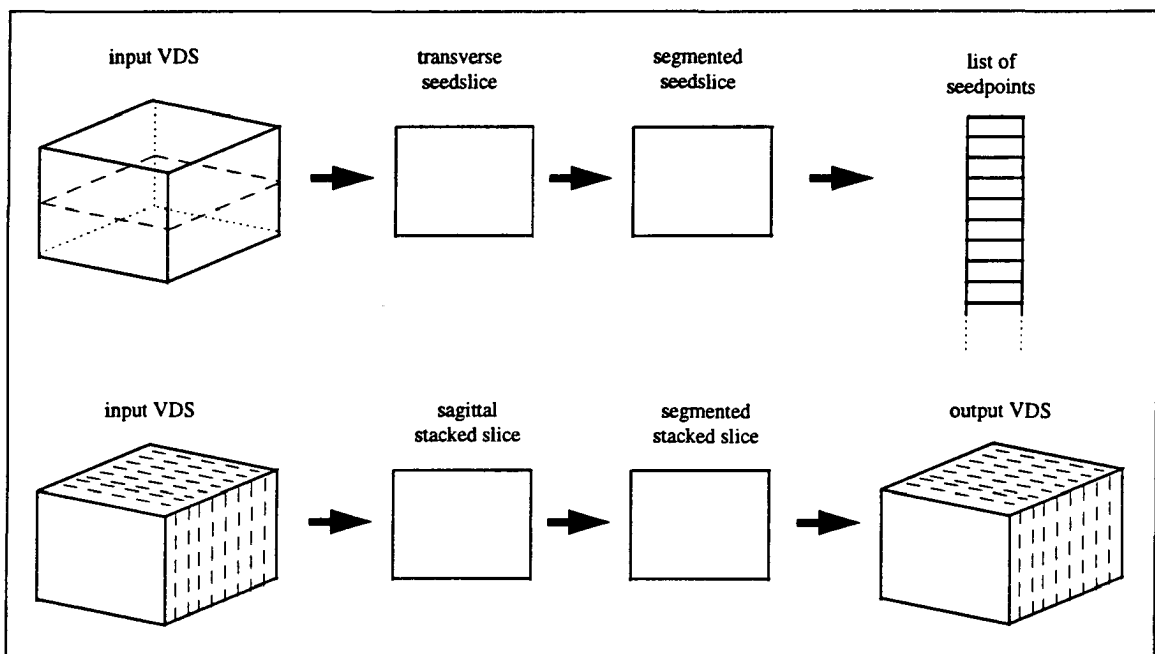 input VDS
transverse
seedslice
segmented
seedslice
list of
seedpoints
input VDS
sagittal
stacked slice
segmented
stacked slice
output VDS